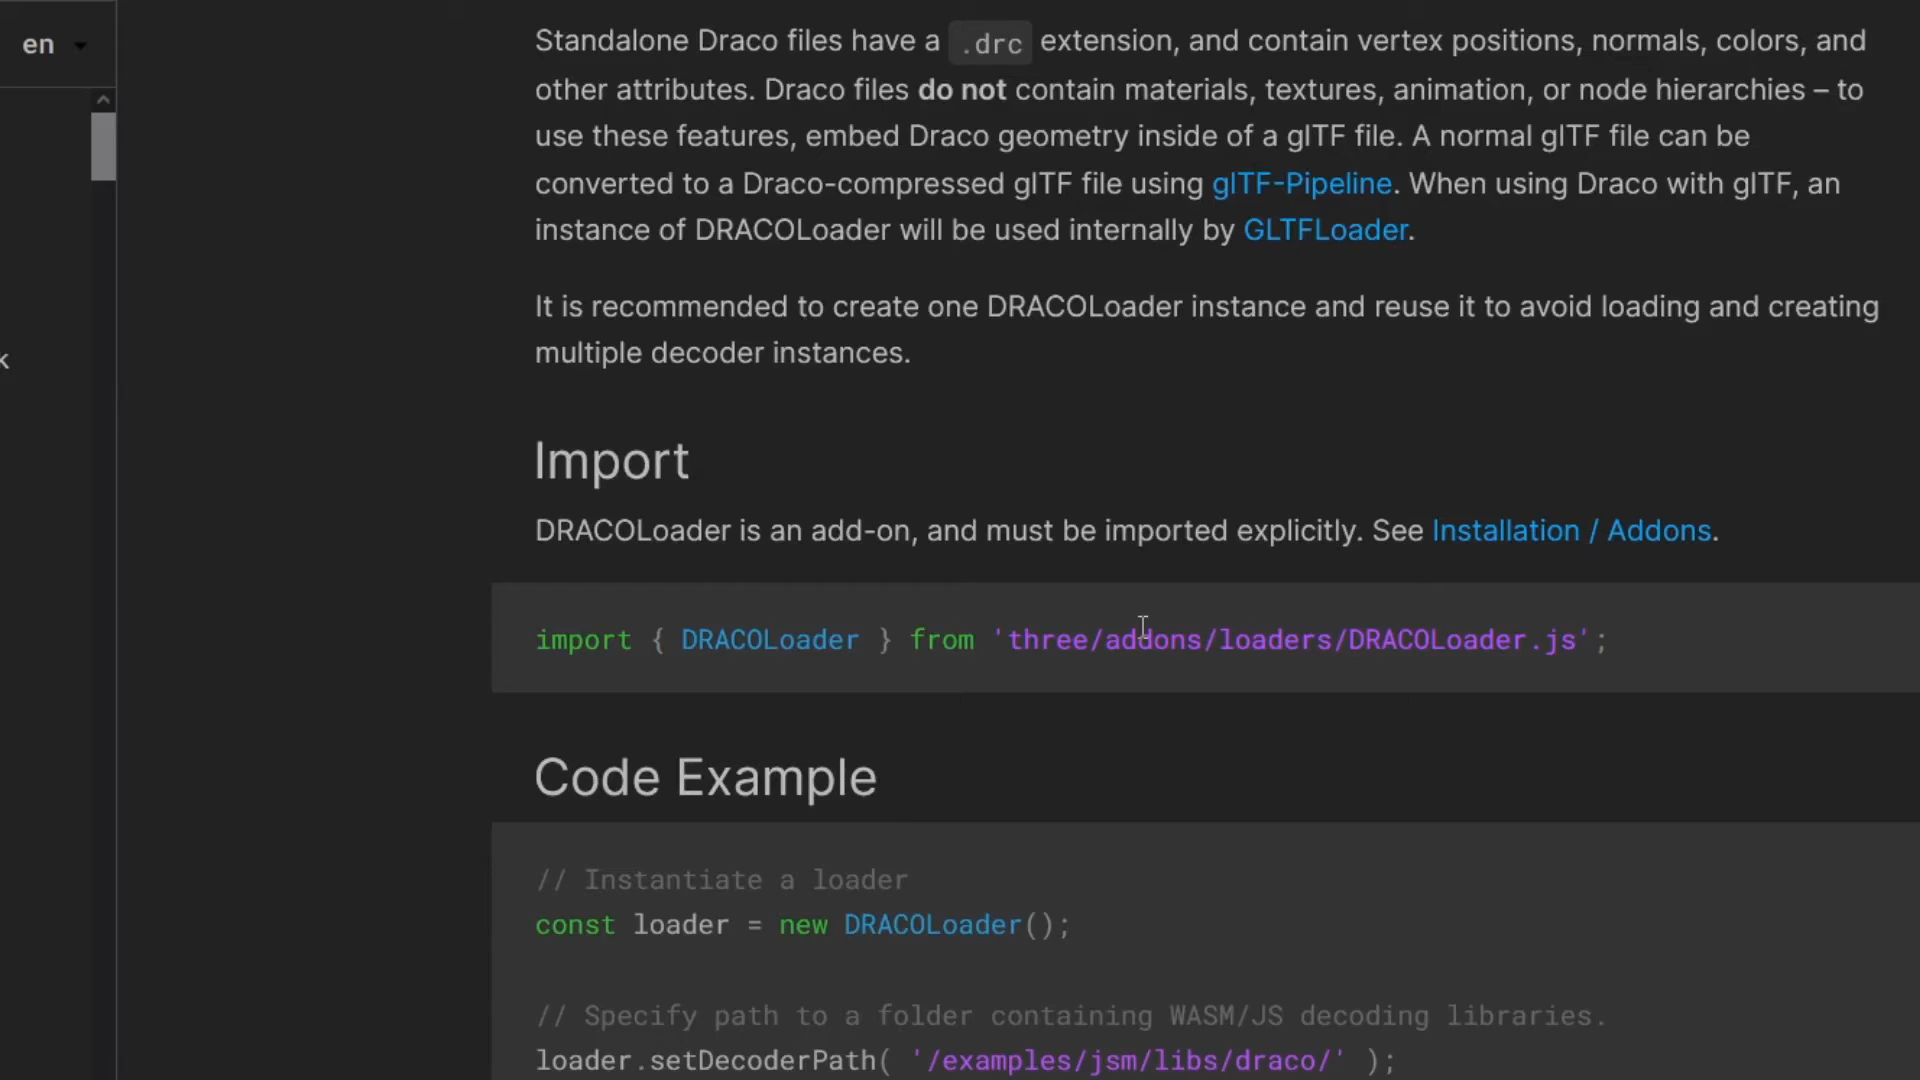 en
k
Standalone Draco files have a .drc extension, and contain vertex positions, normals, colors, and
other attributes. Draco files do not contain materials, textures, animation, or node hierarchies – to
use these features, embed Draco geometry inside of a glTF file. A normal glTF file can be
converted to a Draco-compressed glTF file using glTF-Pipeline. When using Draco with glTF, an
instance of DRACOLoader will be used internally by GLTFLoader.
It is recommended to create one DRACOLoader instance and reuse it to avoid loading and creating
multiple decoder instances.
Import
DRACOLoader is an add-on, and must be imported explicitly. See Installation / Addons.
import { DRACOLoader } from 'three/addons/loaders/DRACOLoader.js';
Code Example
// Instantiate a loader
const loader = new DRACOLoader();
// Specify path to a folder containing WASM/JS decoding libraries.
loader.setDecoderPath( '/examples/jsm/libs/draco/' );